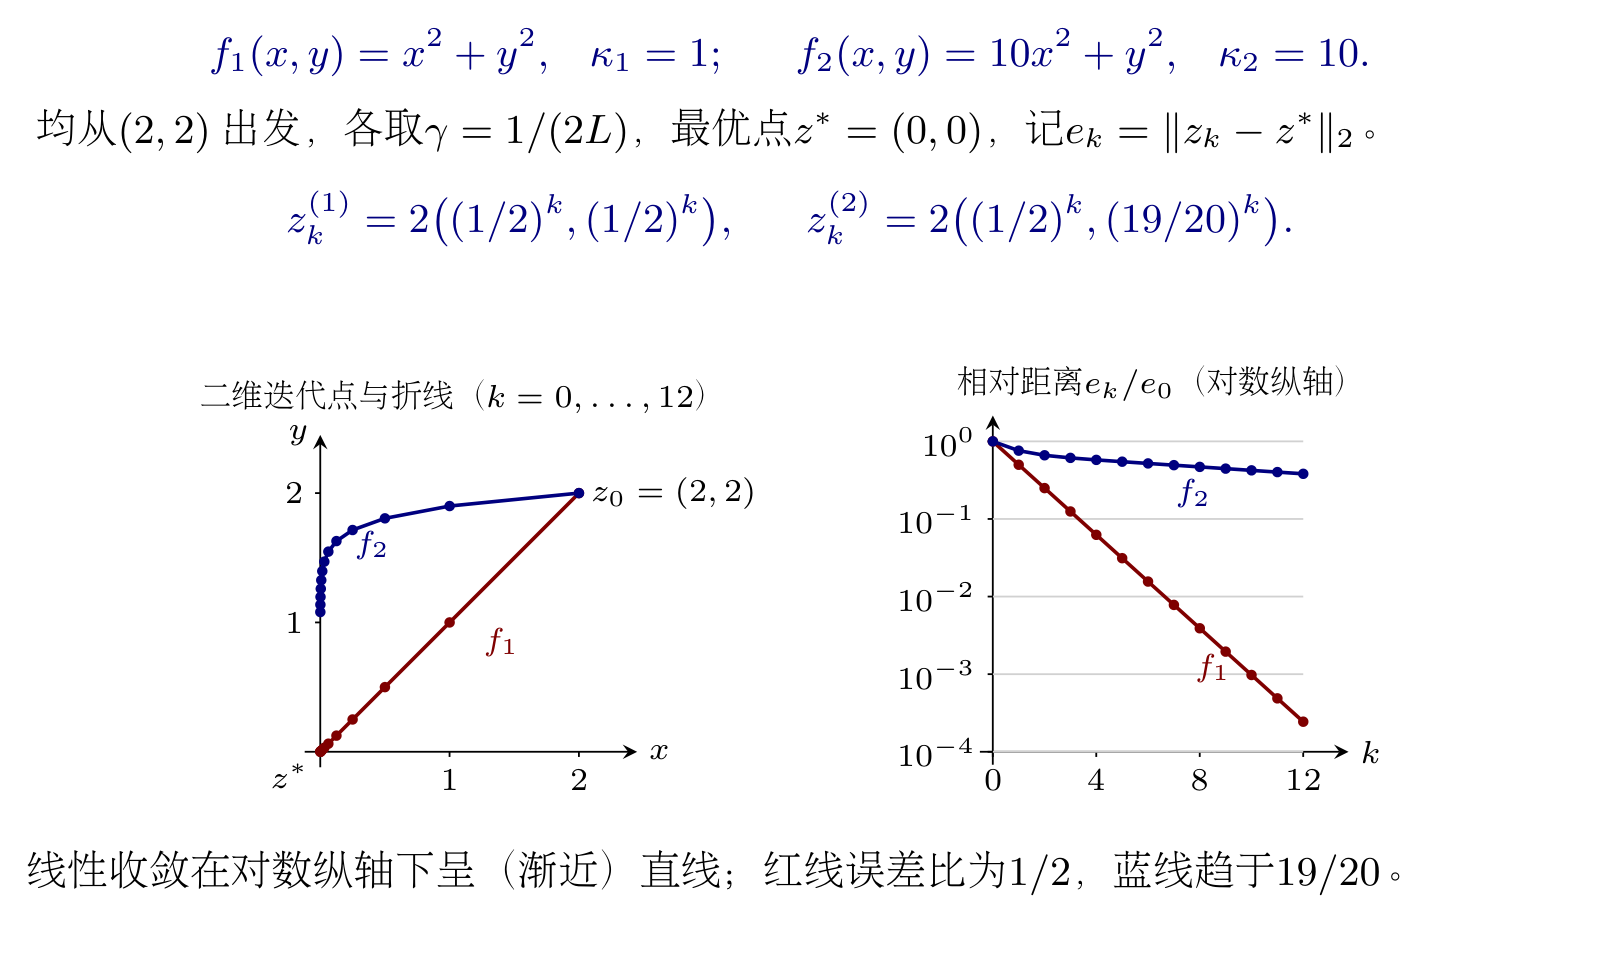 f₁(x, y) = x² + y², κ₁ = 1; f₂(x, y) = 10x² + y², κ₂ = 10.
均从(2, 2) 出发，各取γ = 1/(2L)，最优点z* = (0, 0)，记eₖ = ‖zₖ − z*‖₂。
zₖ⁽¹⁾ = 2((1/2)ᵏ, (1/2)ᵏ), zₖ⁽²⁾ = 2((1/2)ᵏ, (19/20)ᵏ).
二维迭代点与折线（k = 0, . . . , 12）
y
2
z₀ = (2, 2)
f₂
1
f₁
x
z*
1 2
相对距离eₖ/e₀（对数纵轴）
10⁰
f₂
10⁻¹
10⁻²
10⁻³
f₁
10⁻⁴
k
0 4 8 12
线性收敛在对数纵轴下呈（渐近）直线；红线误差比为1/2，蓝线趋于19/20。